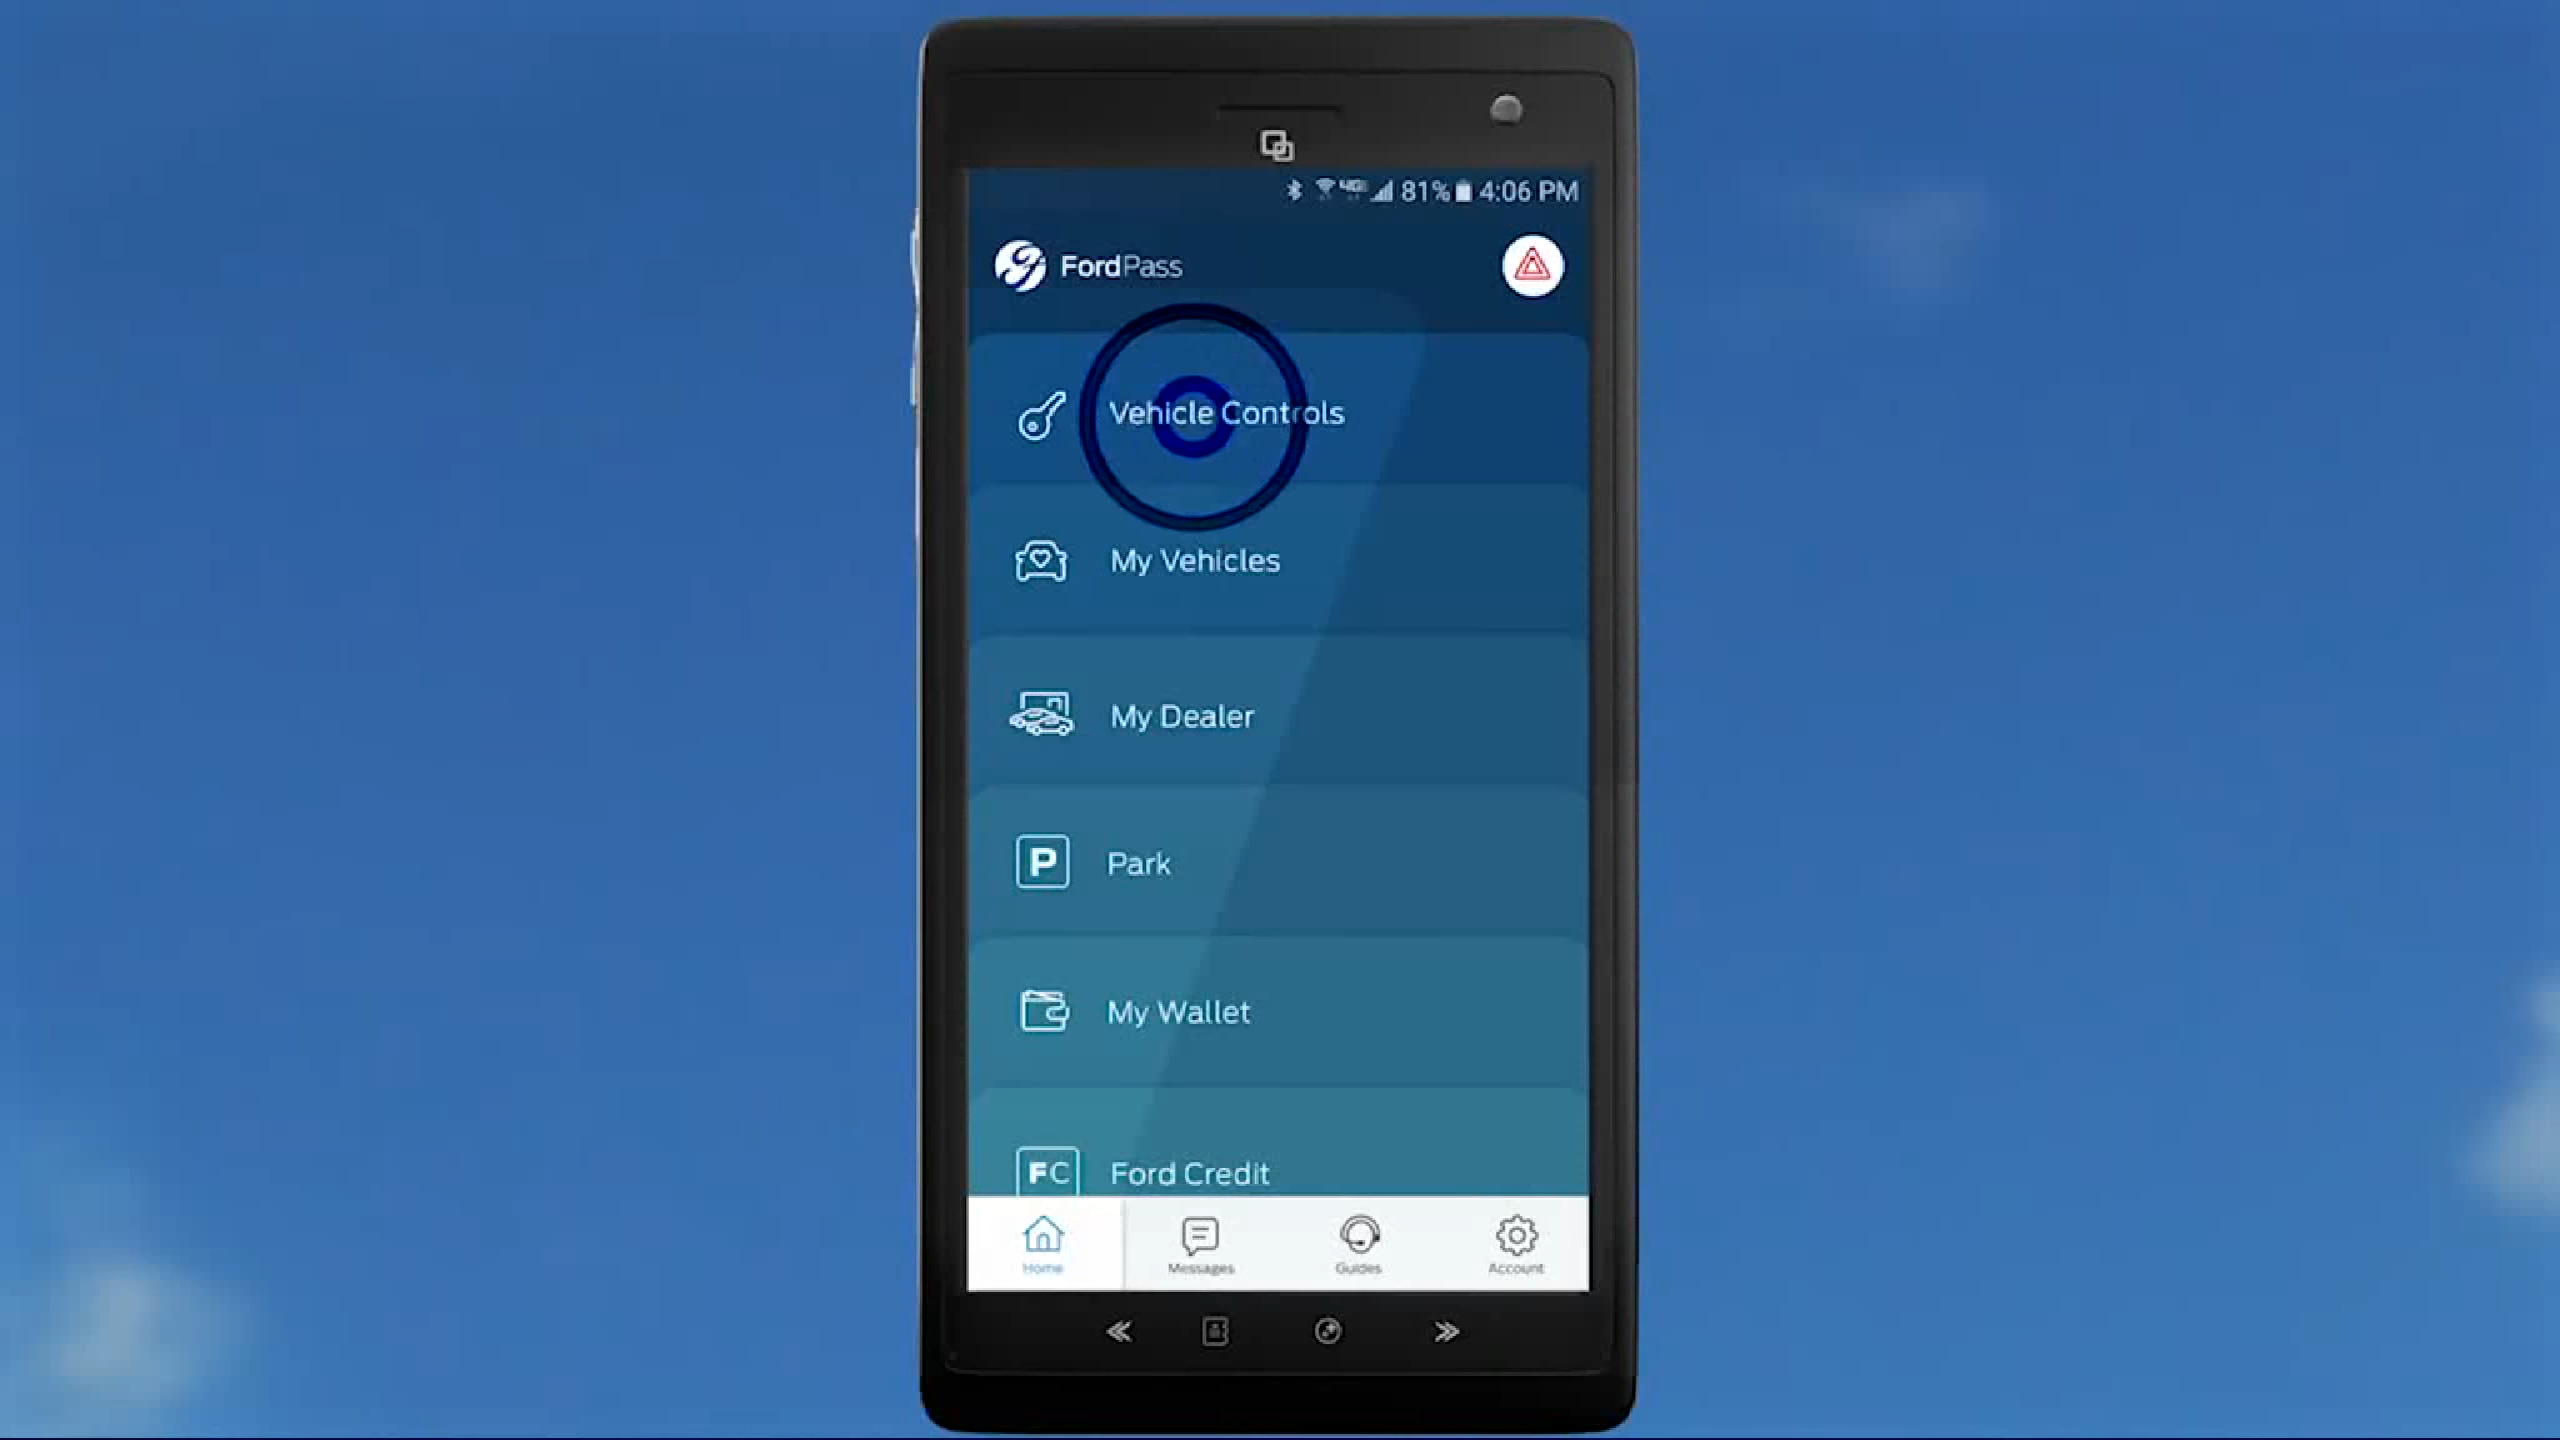 81% 4:06 PM
FordPass
Vehicle Controls
My Vehicles
My Dealer
P Park
My Wallet
FC Ford Credit
Home Messages Guides Account